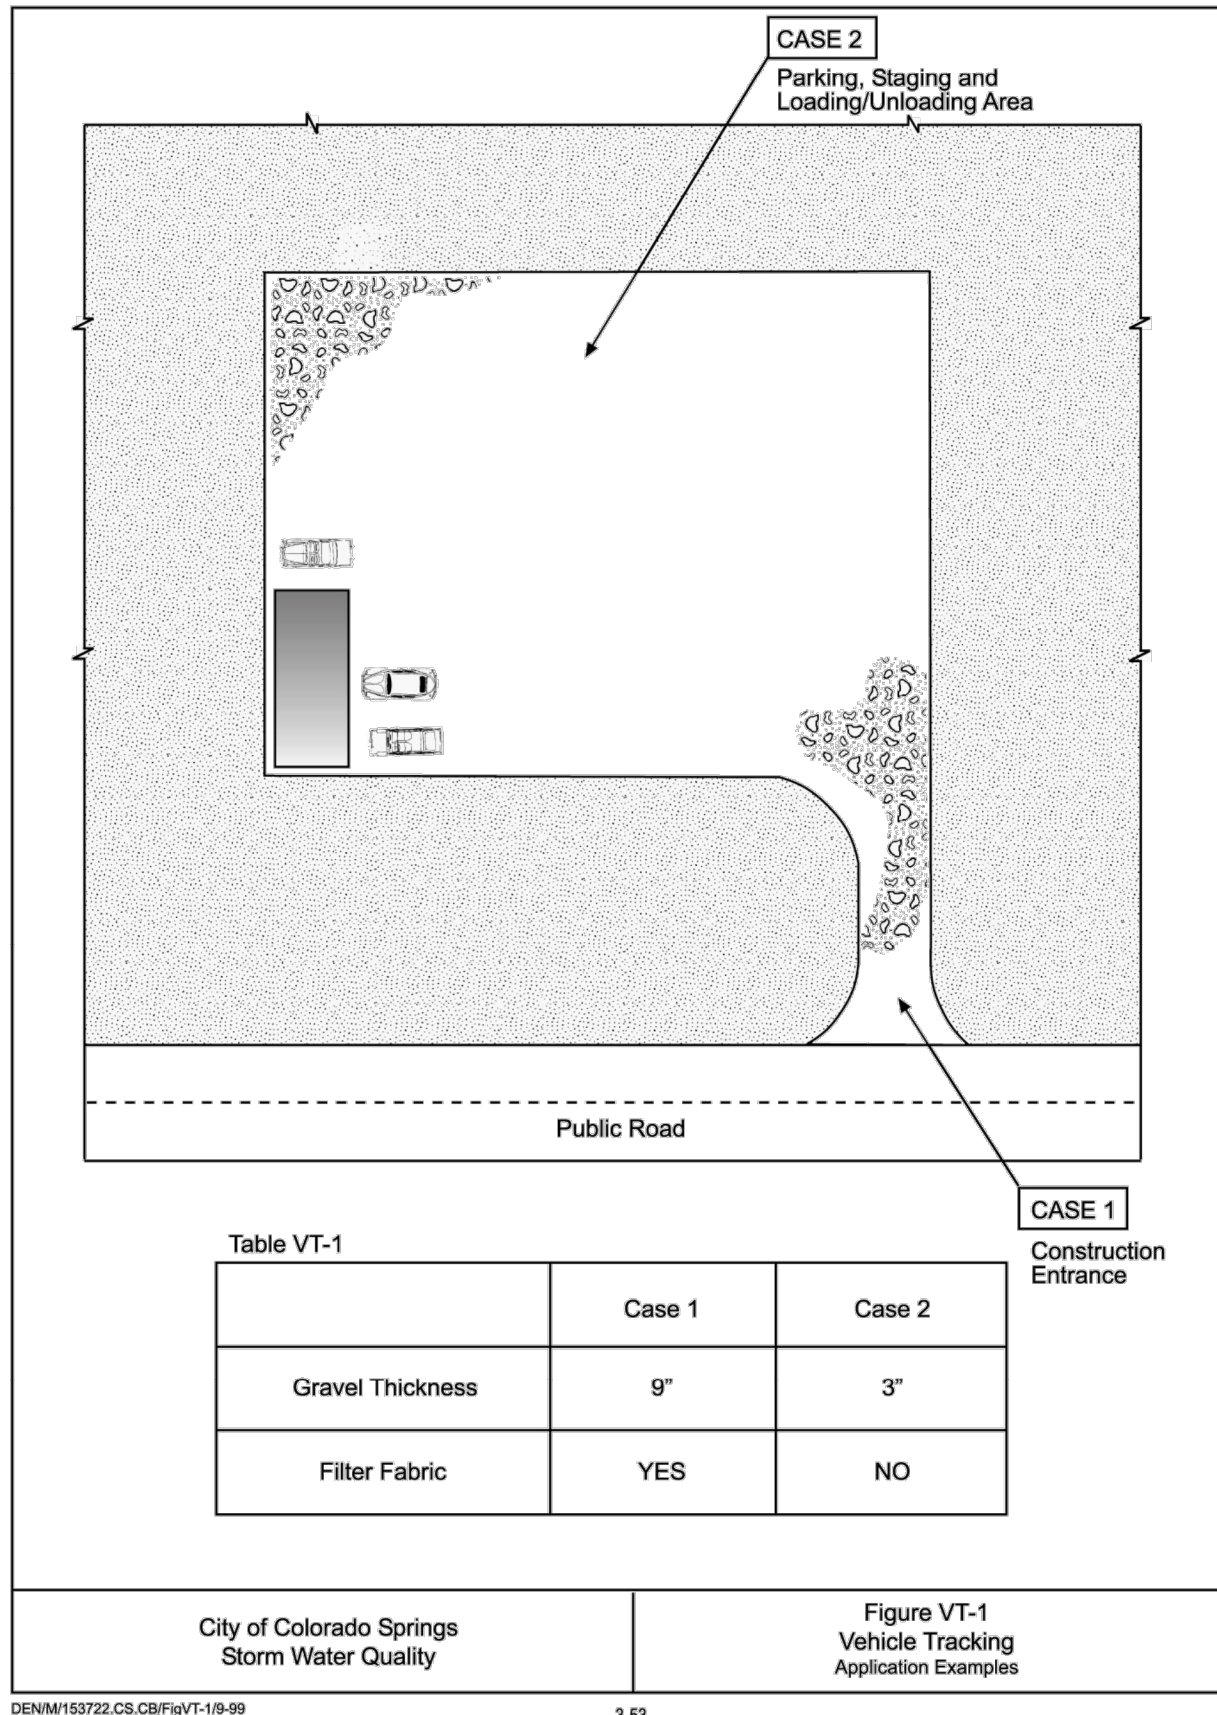 CASE 2
Parking, Staging and
Loading/Unloading Area
Public Road
CASE 1
Construction
Entrance
Table VT-1
Case 1 Case 2
Gravel Thickness 9” 3”
Filter Fabric YES NO
City of Colorado Springs
Storm Water Quality
Figure VT-1
Vehicle Tracking
Application Examples
DEN/M/153722.CS.CB/FigVT-1/9-99
3-53